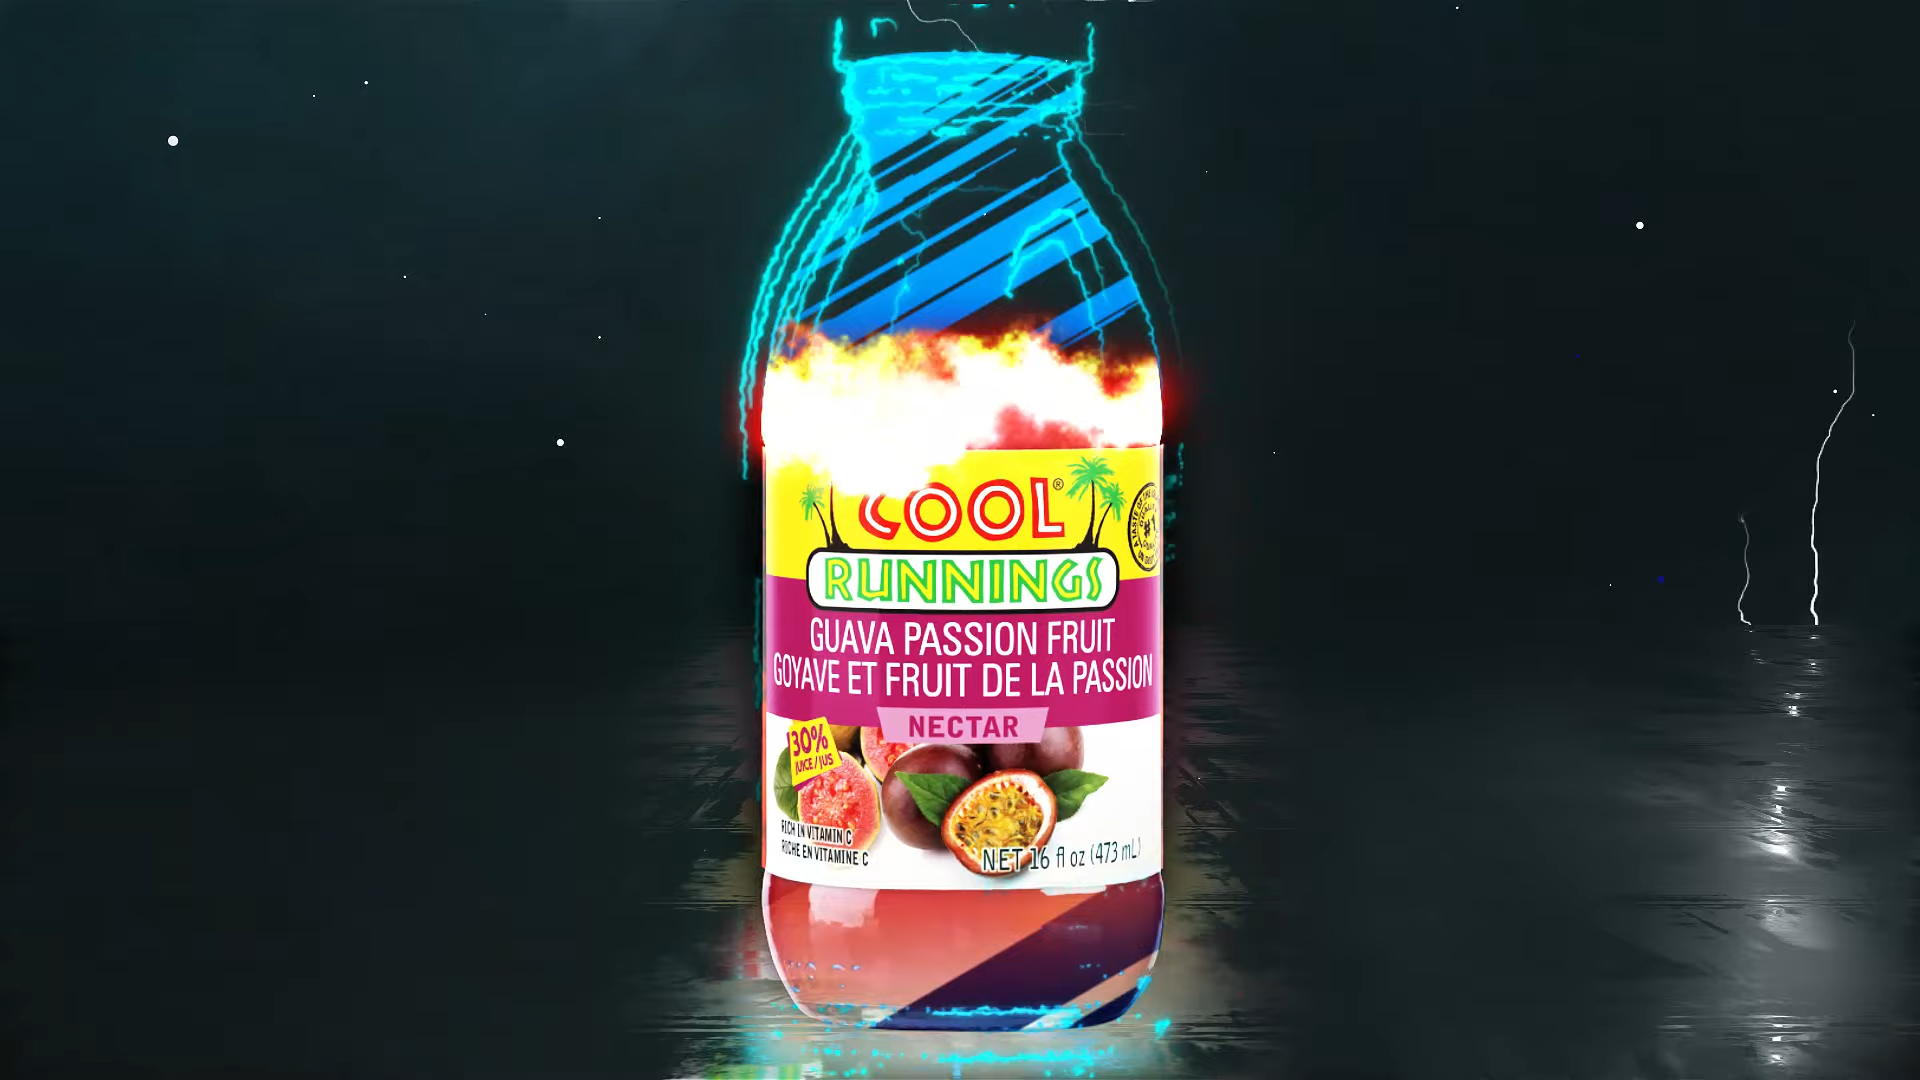 COOL®
RUNNINGS
GUAVA PASSION FRUIT
GOYAVE ET FRUIT DE LA PASSION
NECTAR
30%
JUICE / JUS
RICH IN VITAMIN C
RICHE EN VITAMINE C
NET 16 fl oz (473 mL)